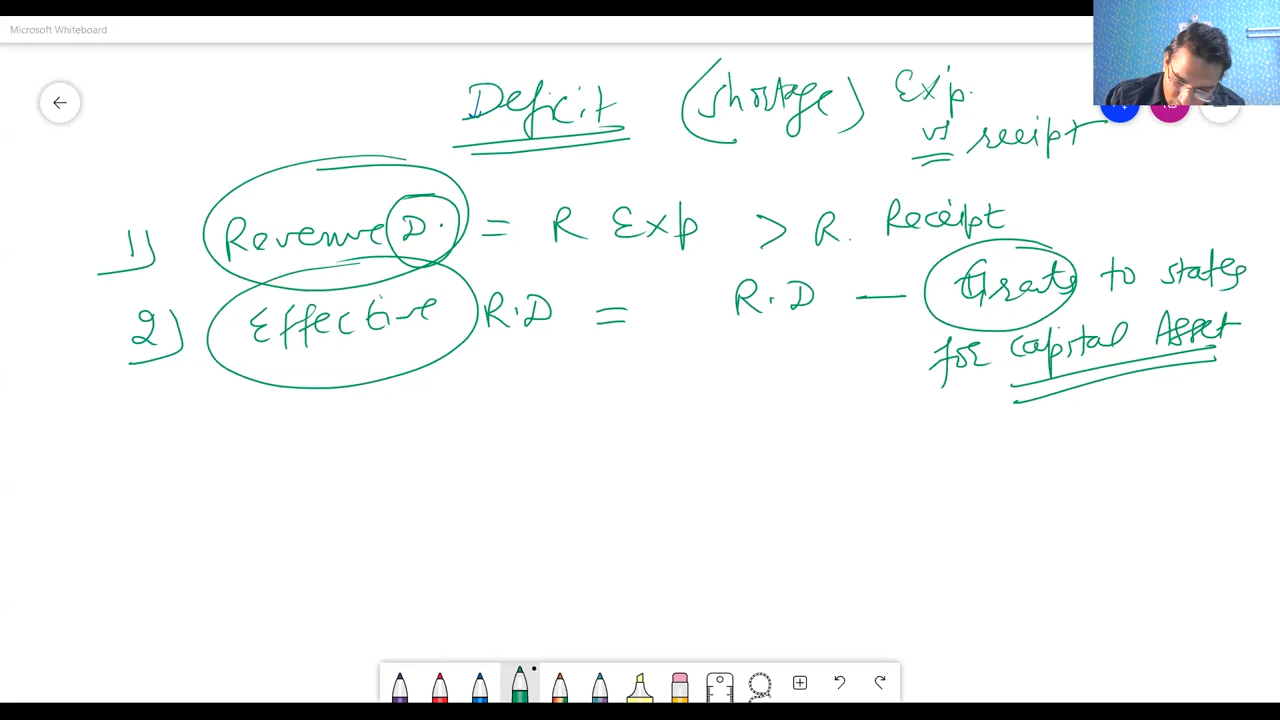 Microsoft Whiteboard
Deficit (shortage) Exp.
vs receipt
1) Revenue D. = R Exp > R. Receipt
2) Effective R.D = R.D — Grants to states
for capital Asset